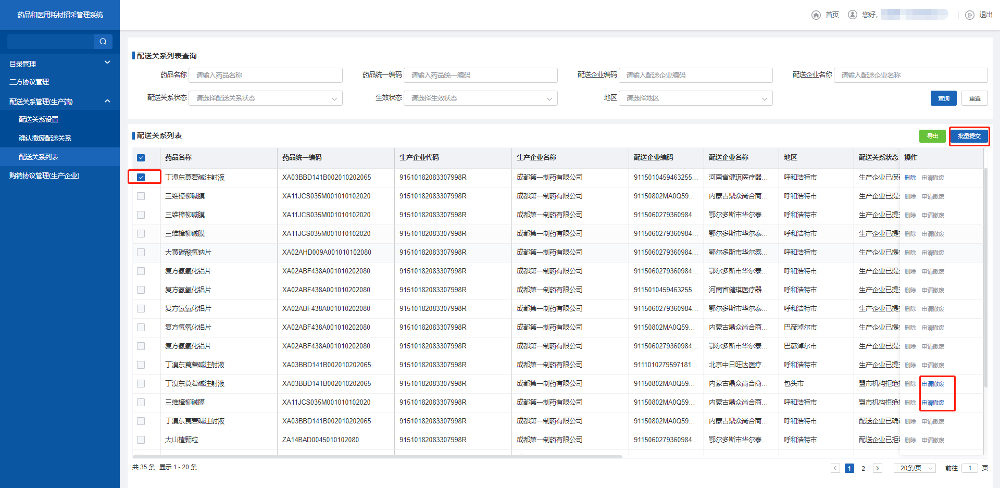 药品和医用耗材招采管理系统
首页 您好, 退出
目录管理
三方协议管理
配送关系管理(生产端)
配送关系设置
确认撤废配送关系
配送关系列表
购销协议管理(生产企业)
配送关系列表查询
药品名称 请输入药品名称 药品统一编码 请输入药品统一编码 配送企业编码 请输入配送企业编码 配送企业名称 请输入配送企业名称
配送关系状态 请选择配送关系状态 生效状态 请选择生效状态 地区 请选择地区 查询 重置
配送关系列表 导出 批量提交
药品名称 药品统一编码 生产企业代码 生产企业名称 配送企业编码 配送企业名称 地区 配送关系状态 操作
丁溴东莨菪碱注射液 XA03BBD141B002010202065 91510182083307998R 成都第一制药有限公司 9115010459463255... 河南省健琪医疗器... 呼和浩特市 生产企业已保 删除 申请撤废
三维樟柳碱膜 XA11JCS035M001010102020 91510182083307998R 成都第一制药有限公司 91150802MA0Q59... 内蒙古鼎众尚合商... 呼和浩特市 生产企业已提 删除 申请撤废
三维樟柳碱膜 XA11JCS035M001010102020 91510182083307998R 成都第一制药有限公司 9115060279360984... 鄂尔多斯市华尔泰... 呼和浩特市 生产企业已提 删除 申请撤废
三维樟柳碱膜 XA11JCS035M001010102020 91510182083307998R 成都第一制药有限公司 9115060279360984... 鄂尔多斯市华尔泰... 呼和浩特市 生产企业已提 删除 申请撤废
大黄碳酸氢钠片 XA02AHD009A001010102080 91510182083307998R 成都第一制药有限公司 9115060279360984... 鄂尔多斯市华尔泰... 呼和浩特市 生产企业已提 删除 申请撤废
复方氢氧化铝片 XA02ABF438A001010202080 91510182083307998R 成都第一制药有限公司 9115060279360984... 鄂尔多斯市华尔泰... 呼和浩特市 生产企业已提 删除 申请撤废
复方氢氧化铝片 XA02ABF438A001010202080 91510182083307998R 成都第一制药有限公司 9115010459463255... 河南省健琪医疗器... 呼和浩特市 生产企业已提 删除 申请撤废
复方氢氧化铝片 XA02ABF438A001010202080 91510182083307998R 成都第一制药有限公司 9115060279360984... 鄂尔多斯市华尔泰... 呼和浩特市 生产企业已提 删除 申请撤废
复方氢氧化铝片 XA02ABF438A001010202080 91510182083307998R 成都第一制药有限公司 91150802MA0Q59... 内蒙古鼎众尚合商... 巴彦淖尔市 生产企业已提 删除 申请撤废
复方氢氧化铝片 XA02ABF438A001010202080 91510182083307998R 成都第一制药有限公司 9115060279360984... 鄂尔多斯市华尔泰... 巴彦淖尔市 生产企业已提 删除 申请撤废
丁溴东莨菪碱注射液 XA03BBD141B002010202065 91510182083307998R 成都第一制药有限公司 9111010279597181... 北京中日旺达医疗... 呼和浩特市 生产企业已提 删除 申请撤废
丁溴东莨菪碱注射液 XA03BBD141B002010202065 91510182083307998R 成都第一制药有限公司 91150802MA0Q59... 内蒙古鼎众尚合商... 包头市 盟市机构拒绝 删除 申请撤废
三维樟柳碱膜 XA11JCS035M001010102020 91510182083307998R 成都第一制药有限公司 91150802MA0Q59... 内蒙古鼎众尚合商... 呼和浩特市 盟市机构拒绝 删除 申请撤废
丁溴东莨菪碱注射液 XA03BBD141B002010202065 91510182083307998R 成都第一制药有限公司 91150802MA0Q59... 内蒙古鼎众尚合商... 呼和浩特市 配送企业已确 删除 申请撤废
大山楂颗粒 ZA14BAD0045010102080 91510182083307998R 成都第一制药有限公司 9115060279360984... 鄂尔多斯市华尔泰... 呼和浩特市 配送企业已拒 删除 申请撤废
共 35 条 显示 1 - 20 条 1 2 20条/页 前往 1 页